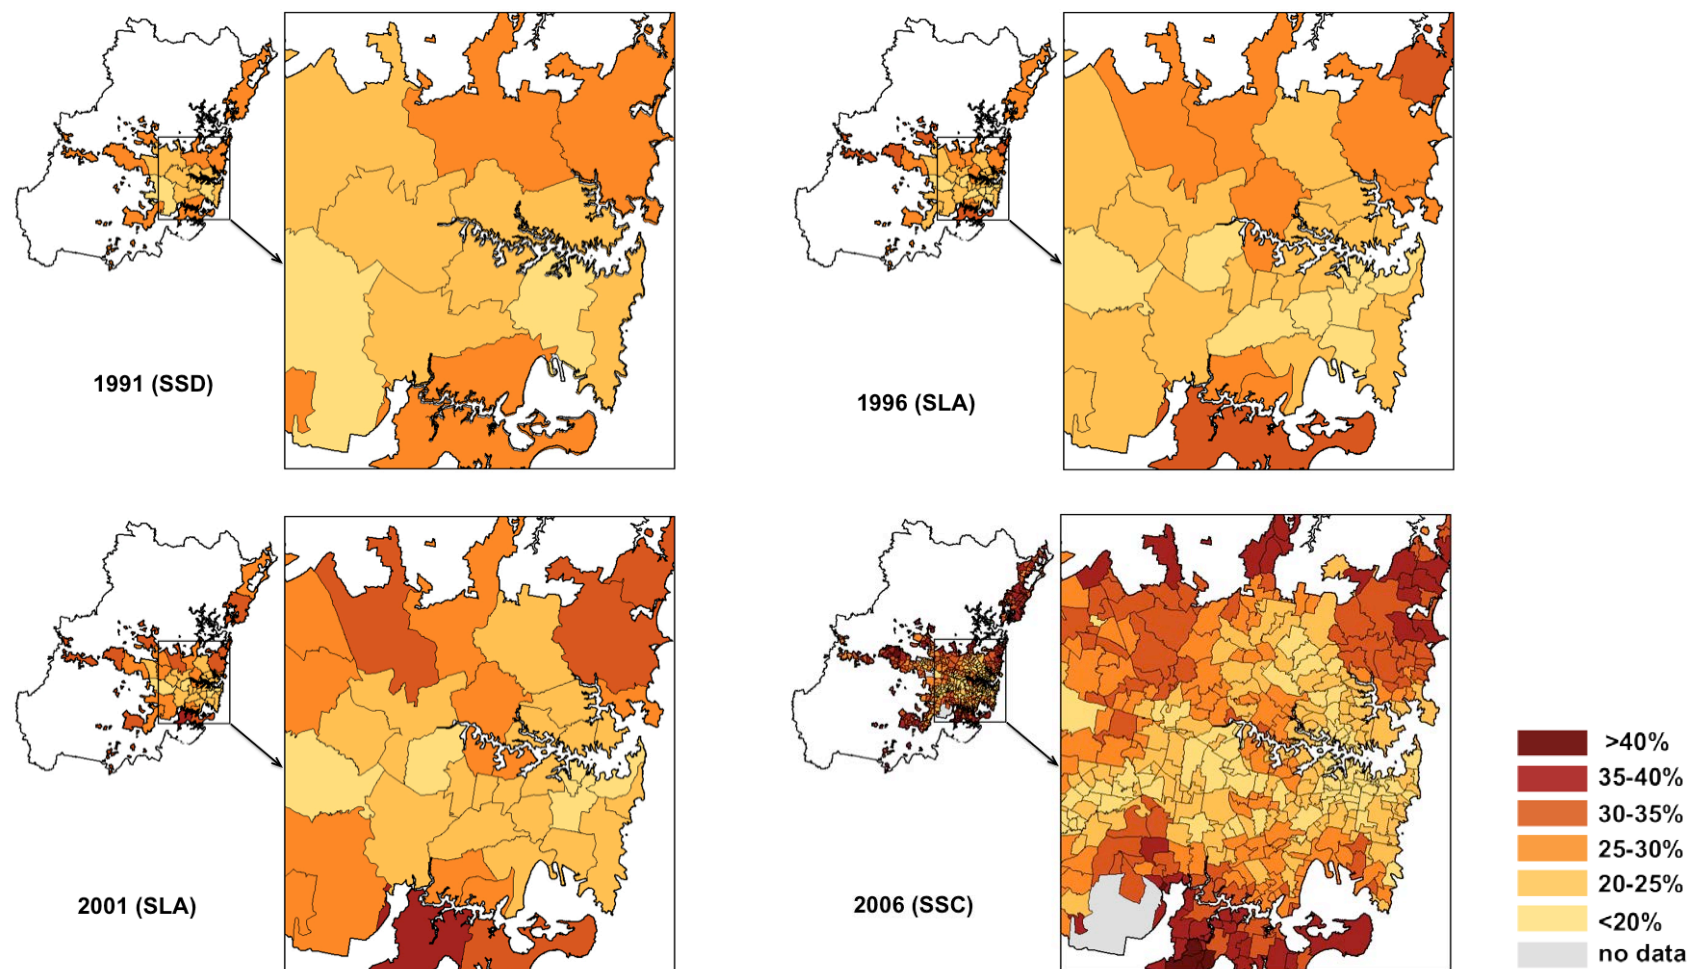 1991 (SSD)
1996 (SLA)
2001 (SLA)
2006 (SSC)
>40%
35-40%
30-35%
25-30%
20-25%
<20%
no data